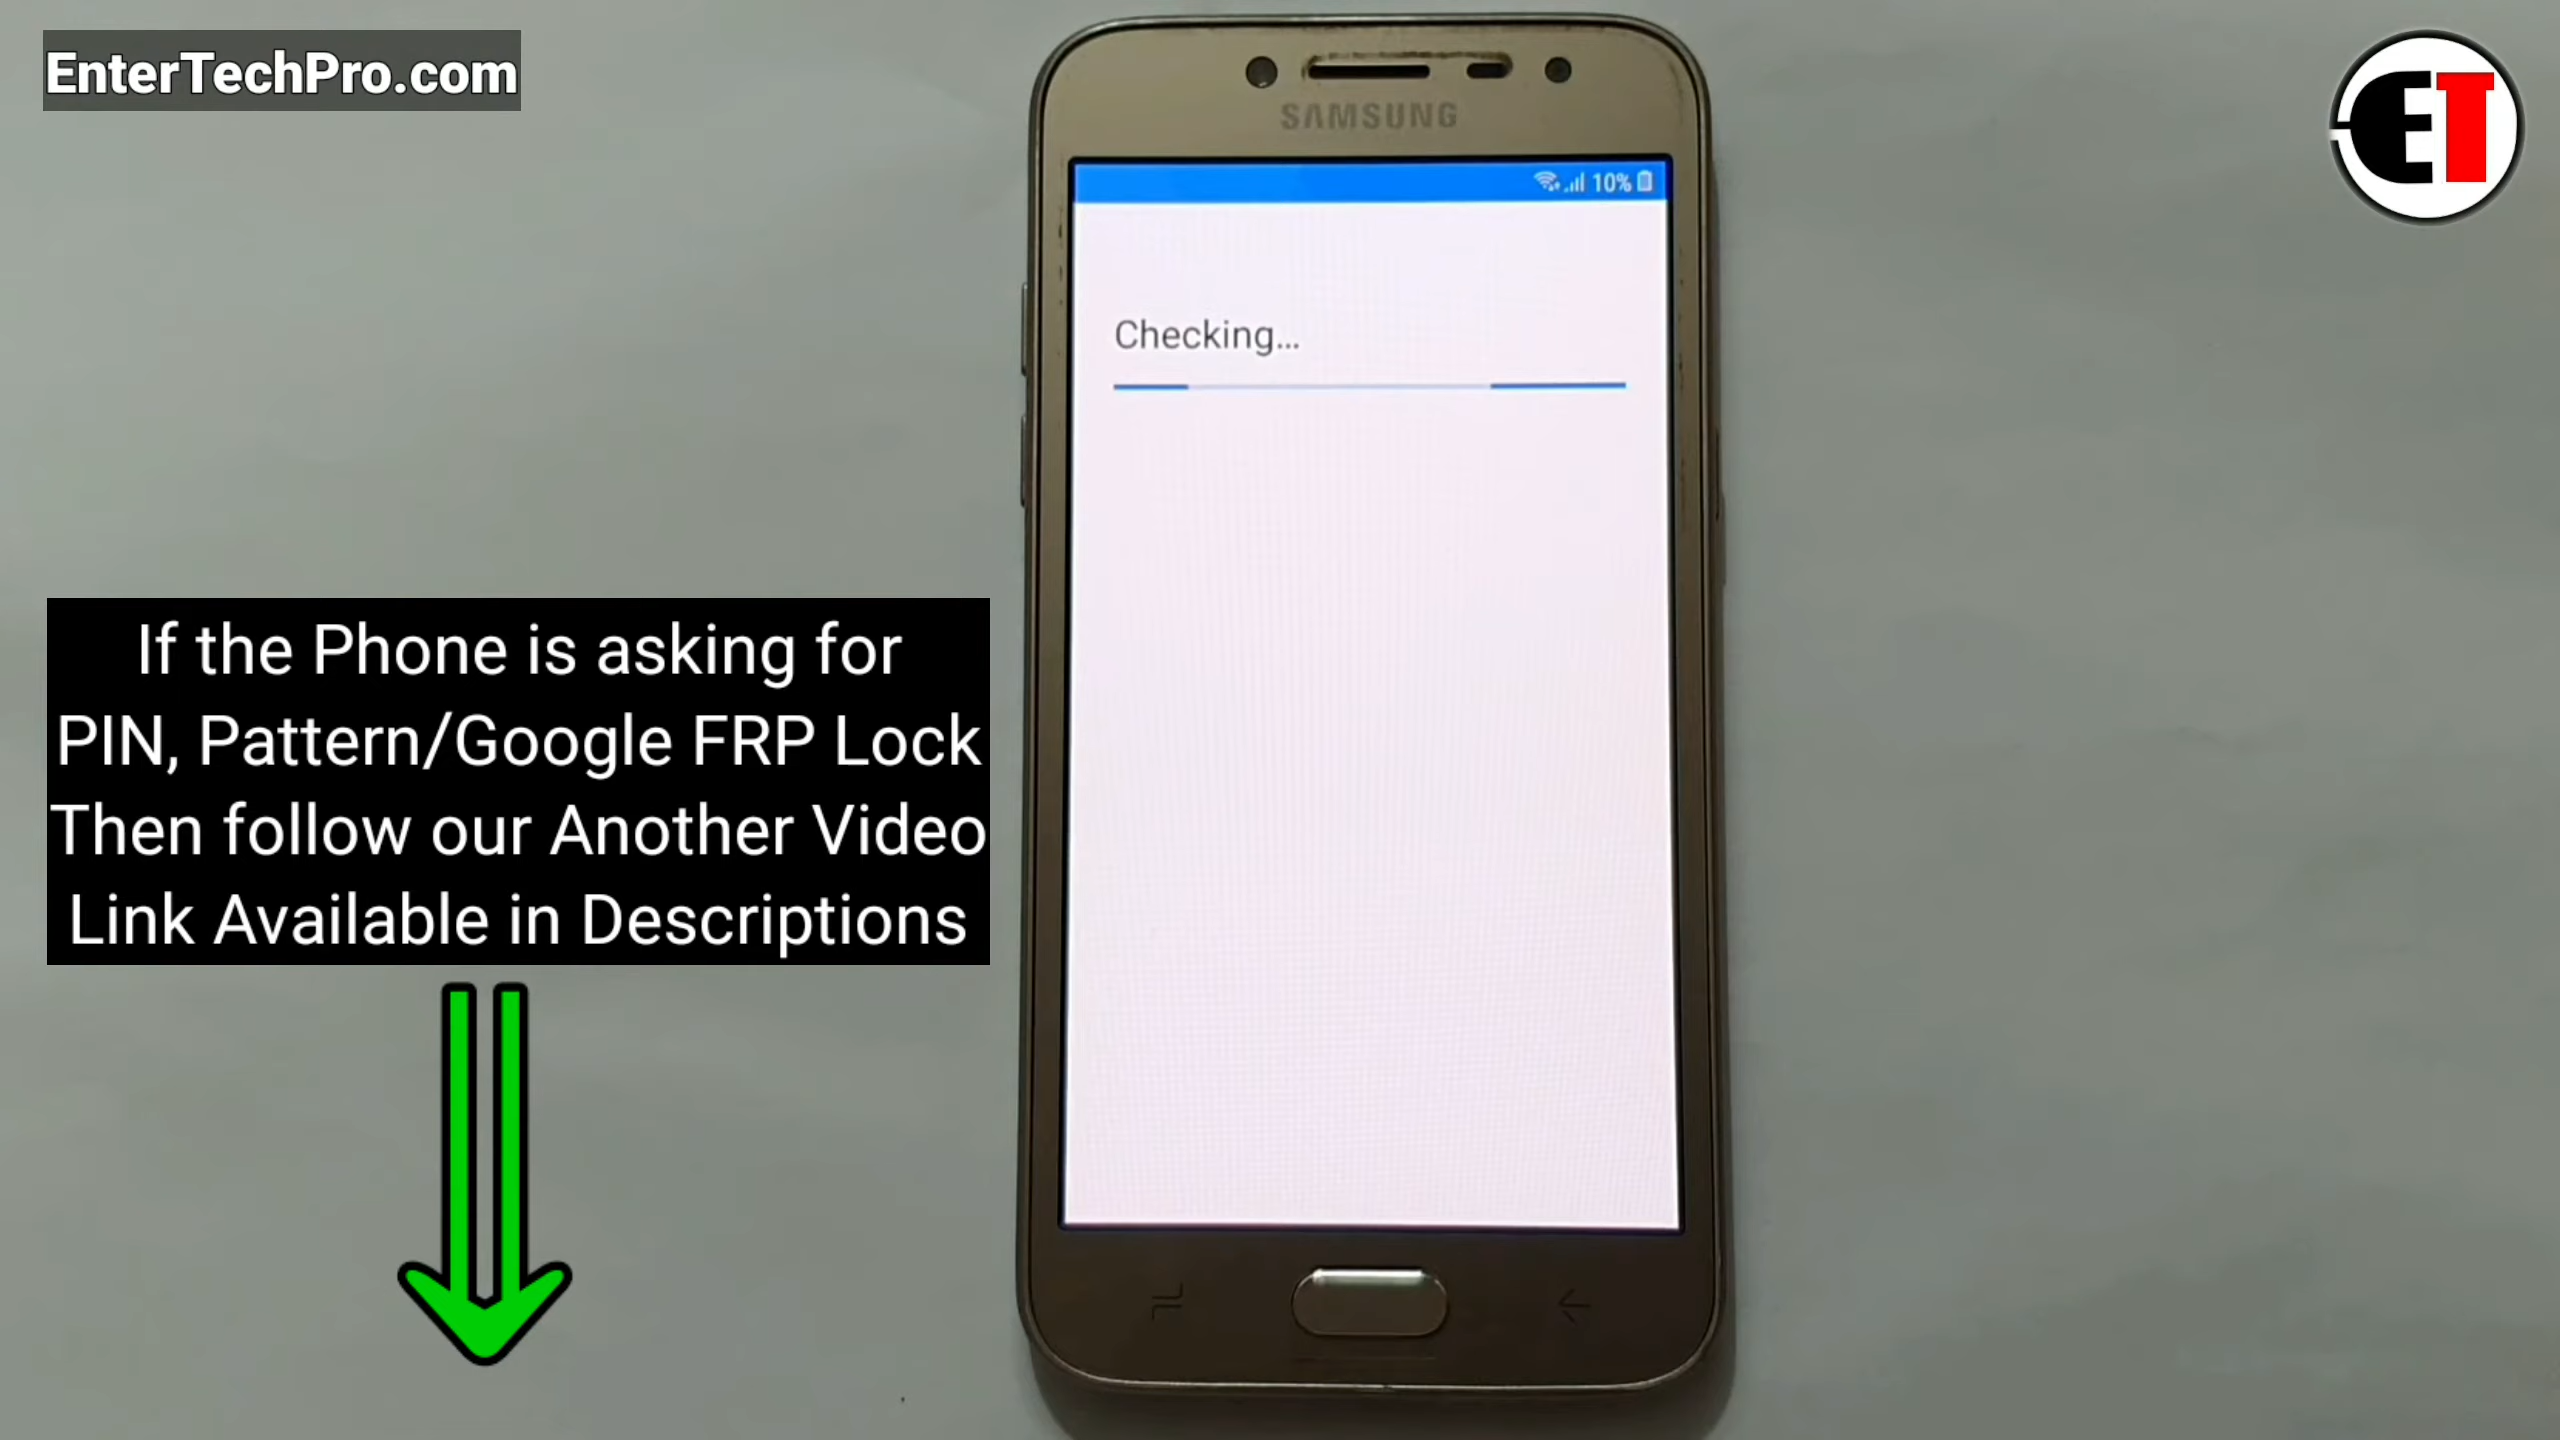 EnterTechPro.com
ET
SAMSUNG
10%
Checking...
If the Phone is asking for
PIN, Pattern/Google FRP Lock
Then follow our Another Video
Link Available in Descriptions